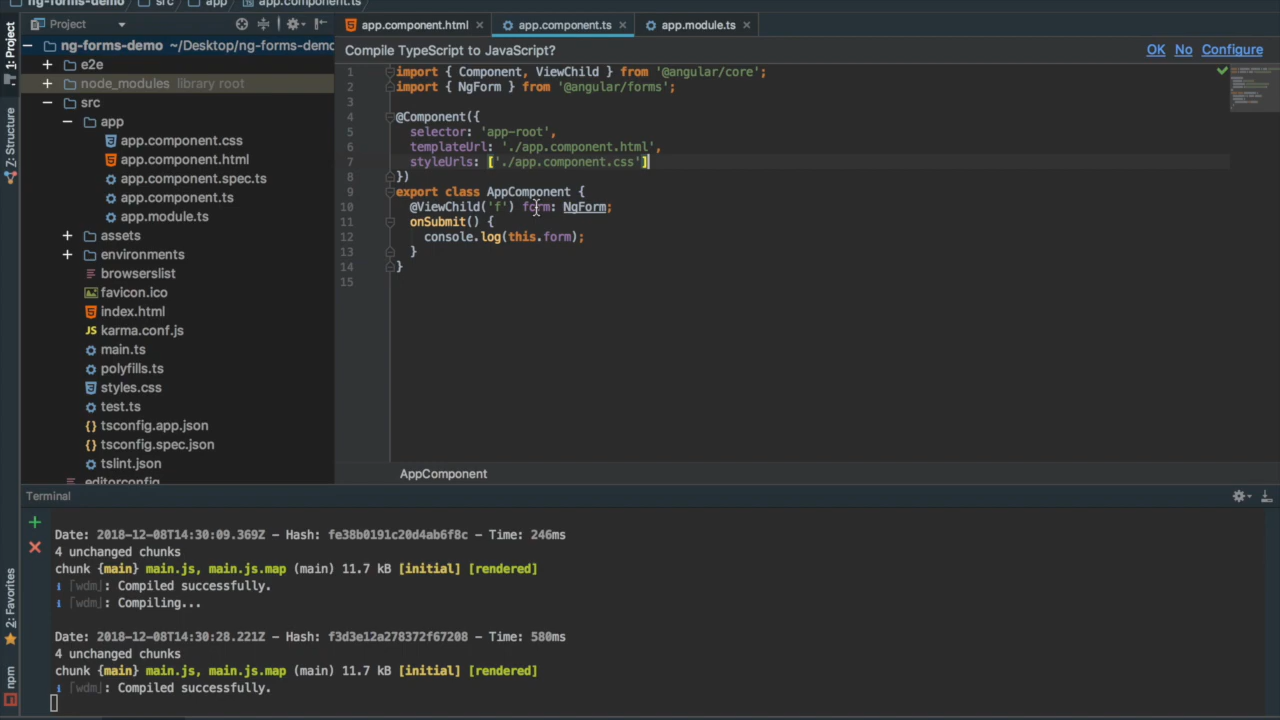 ng-forms-demo
src
app
app.component.ts
1: Project
Z: Structure
2: Favorites
npm
Project
ng-forms-demo ~/Desktop/ng-forms-demo
e2e
node_modules library root
src
app
app.component.css
app.component.html
app.component.spec.ts
app.component.ts
app.module.ts
assets
environments
browserslist
favicon.ico
index.html
karma.conf.js
main.ts
polyfills.ts
styles.css
test.ts
tsconfig.app.json
tsconfig.spec.json
tslint.json
editorconfig
app.component.html
app.component.ts
app.module.ts
Compile TypeScript to JavaScript?
OK No Configure
1 import { Component, ViewChild } from '@angular/core';
2 import { NgForm } from '@angular/forms';
3
4 @Component({
5 selector: 'app-root',
6 templateUrl: './app.component.html',
7 styleUrls: ['./app.component.css']
8 })
9 export class AppComponent {
10 @ViewChild('f') form: NgForm;
11 onSubmit() {
12 console.log(this.form);
13 }
14 }
15
AppComponent
Terminal
Date: 2018-12-08T14:30:09.369Z - Hash: fe38b0191c20d4ab6f8c - Time: 246ms
4 unchanged chunks
chunk {main} main.js, main.js.map (main) 11.7 kB [initial] [rendered]
ℹ 「wdm」: Compiled successfully.
ℹ 「wdm」: Compiling...
Date: 2018-12-08T14:30:28.221Z - Hash: f3d3e12a278372f67208 - Time: 580ms
4 unchanged chunks
chunk {main} main.js, main.js.map (main) 11.7 kB [initial] [rendered]
ℹ 「wdm」: Compiled successfully.